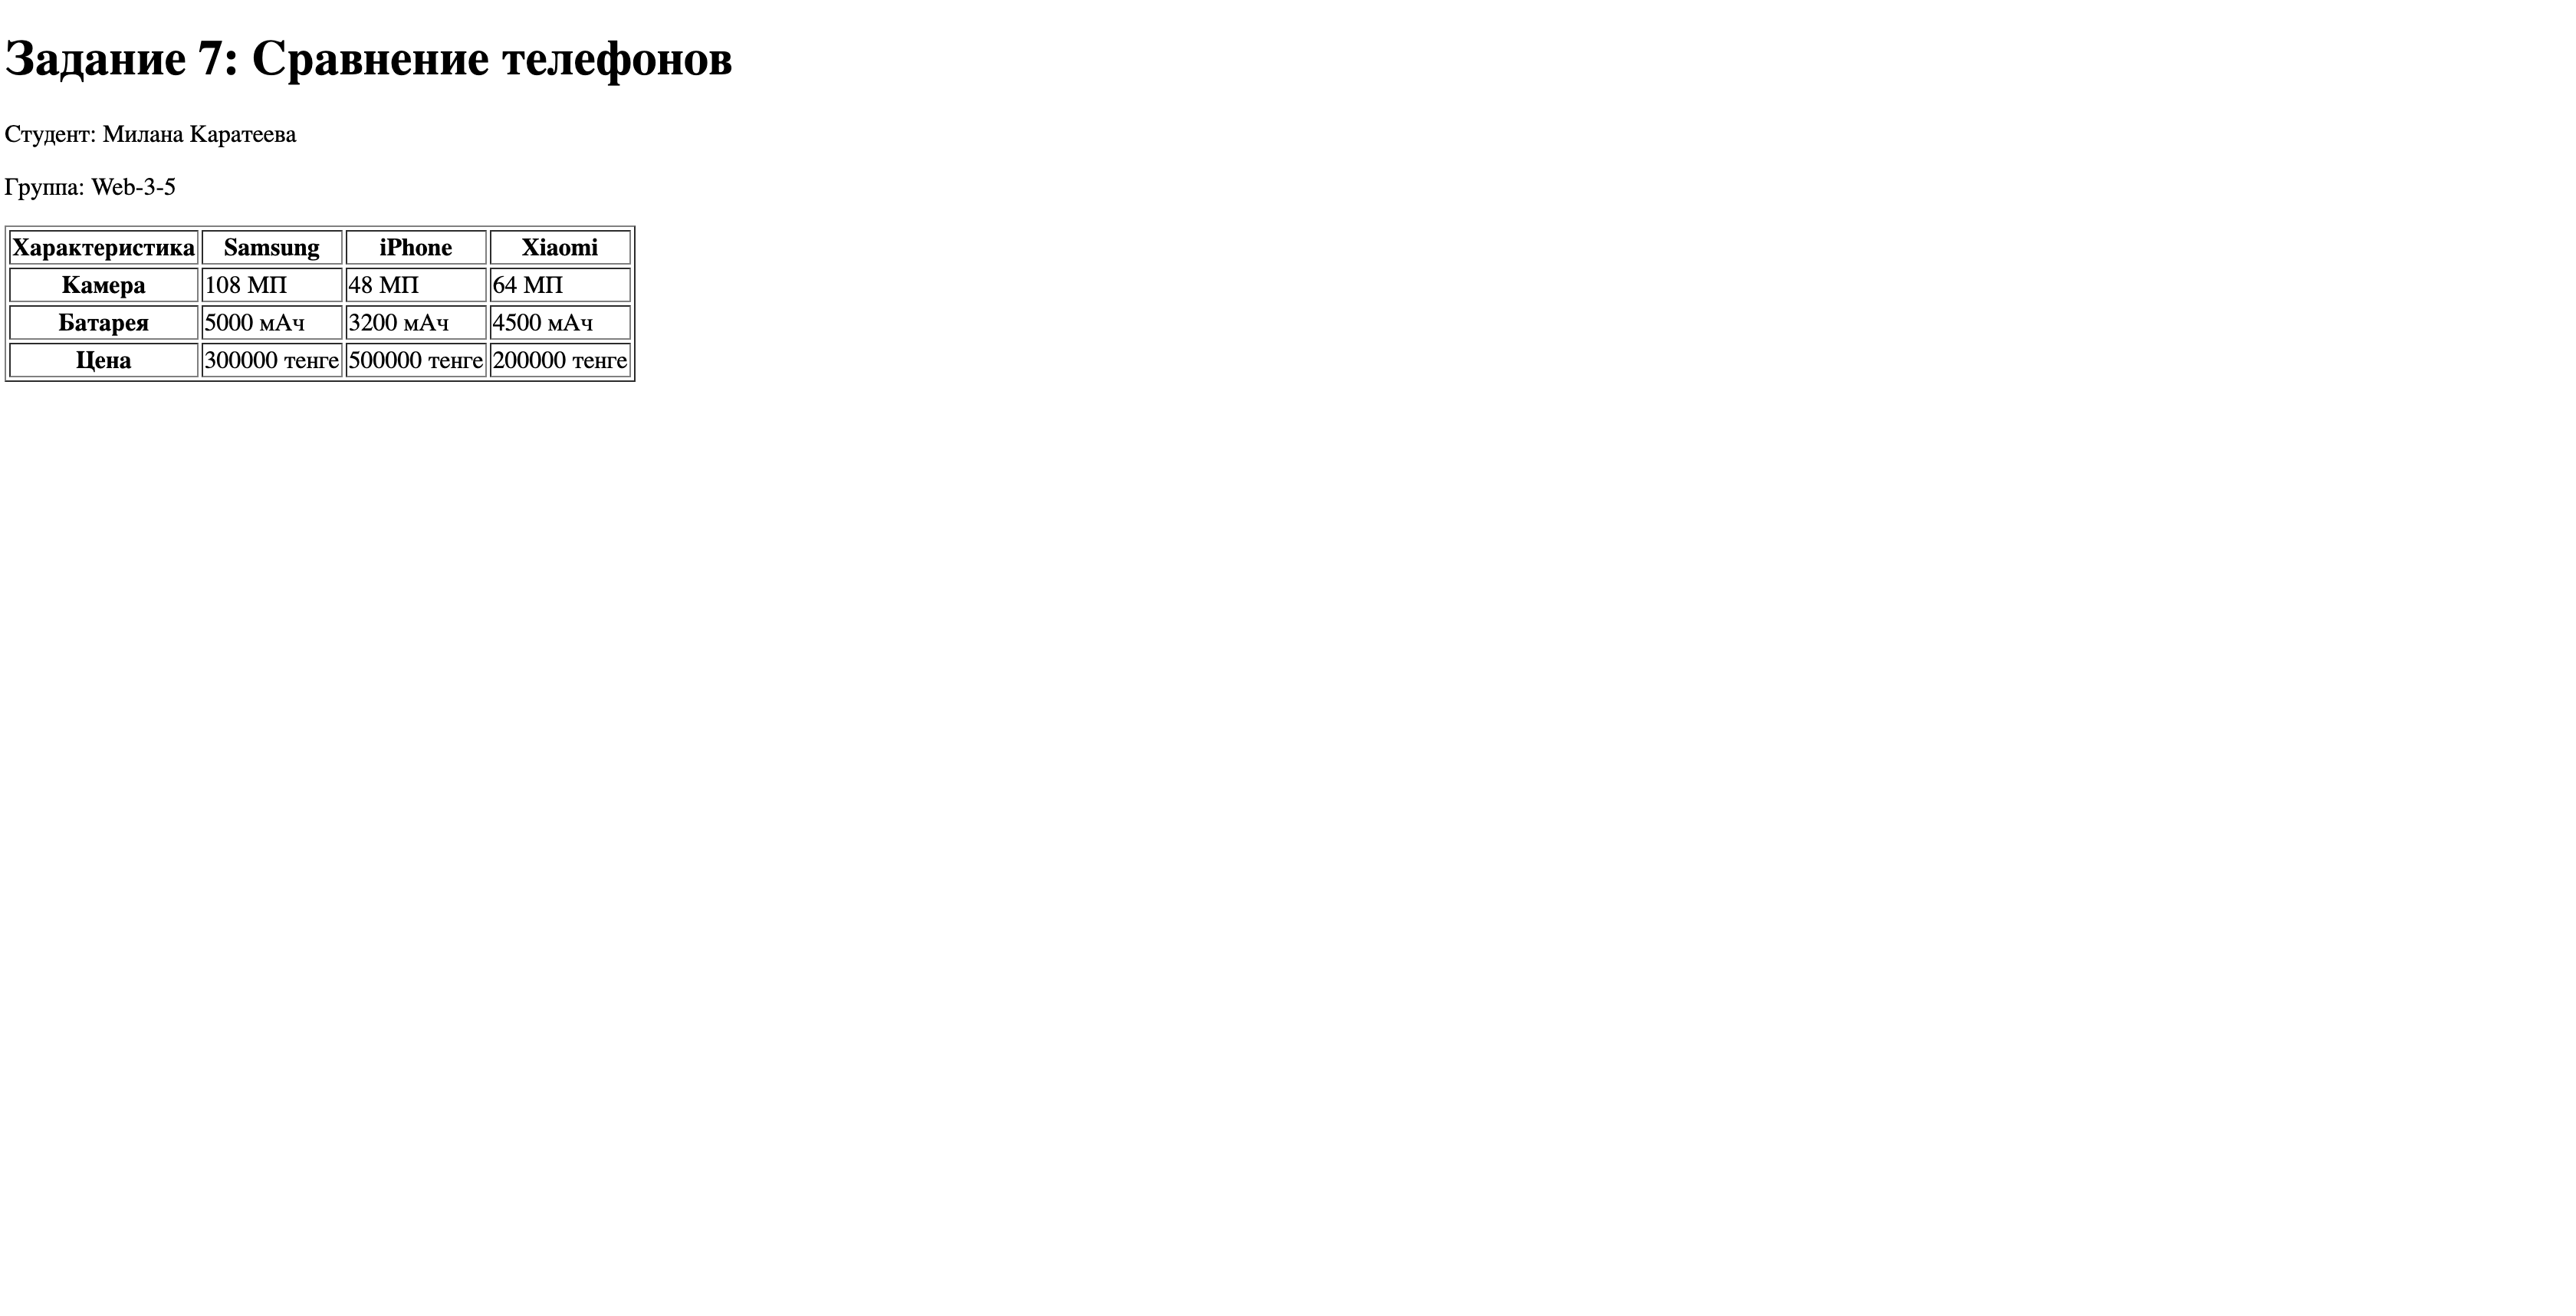 Задание 7: Сравнение телефонов
Студент: Милана Каратеева
Группа: Web-3-5
Характеристика Samsung iPhone Xiaomi
Камера 108 МП 48 МП 64 МП
Батарея 5000 мАч 3200 мАч 4500 мАч
Цена 300000 тенге 500000 тенге 200000 тенге